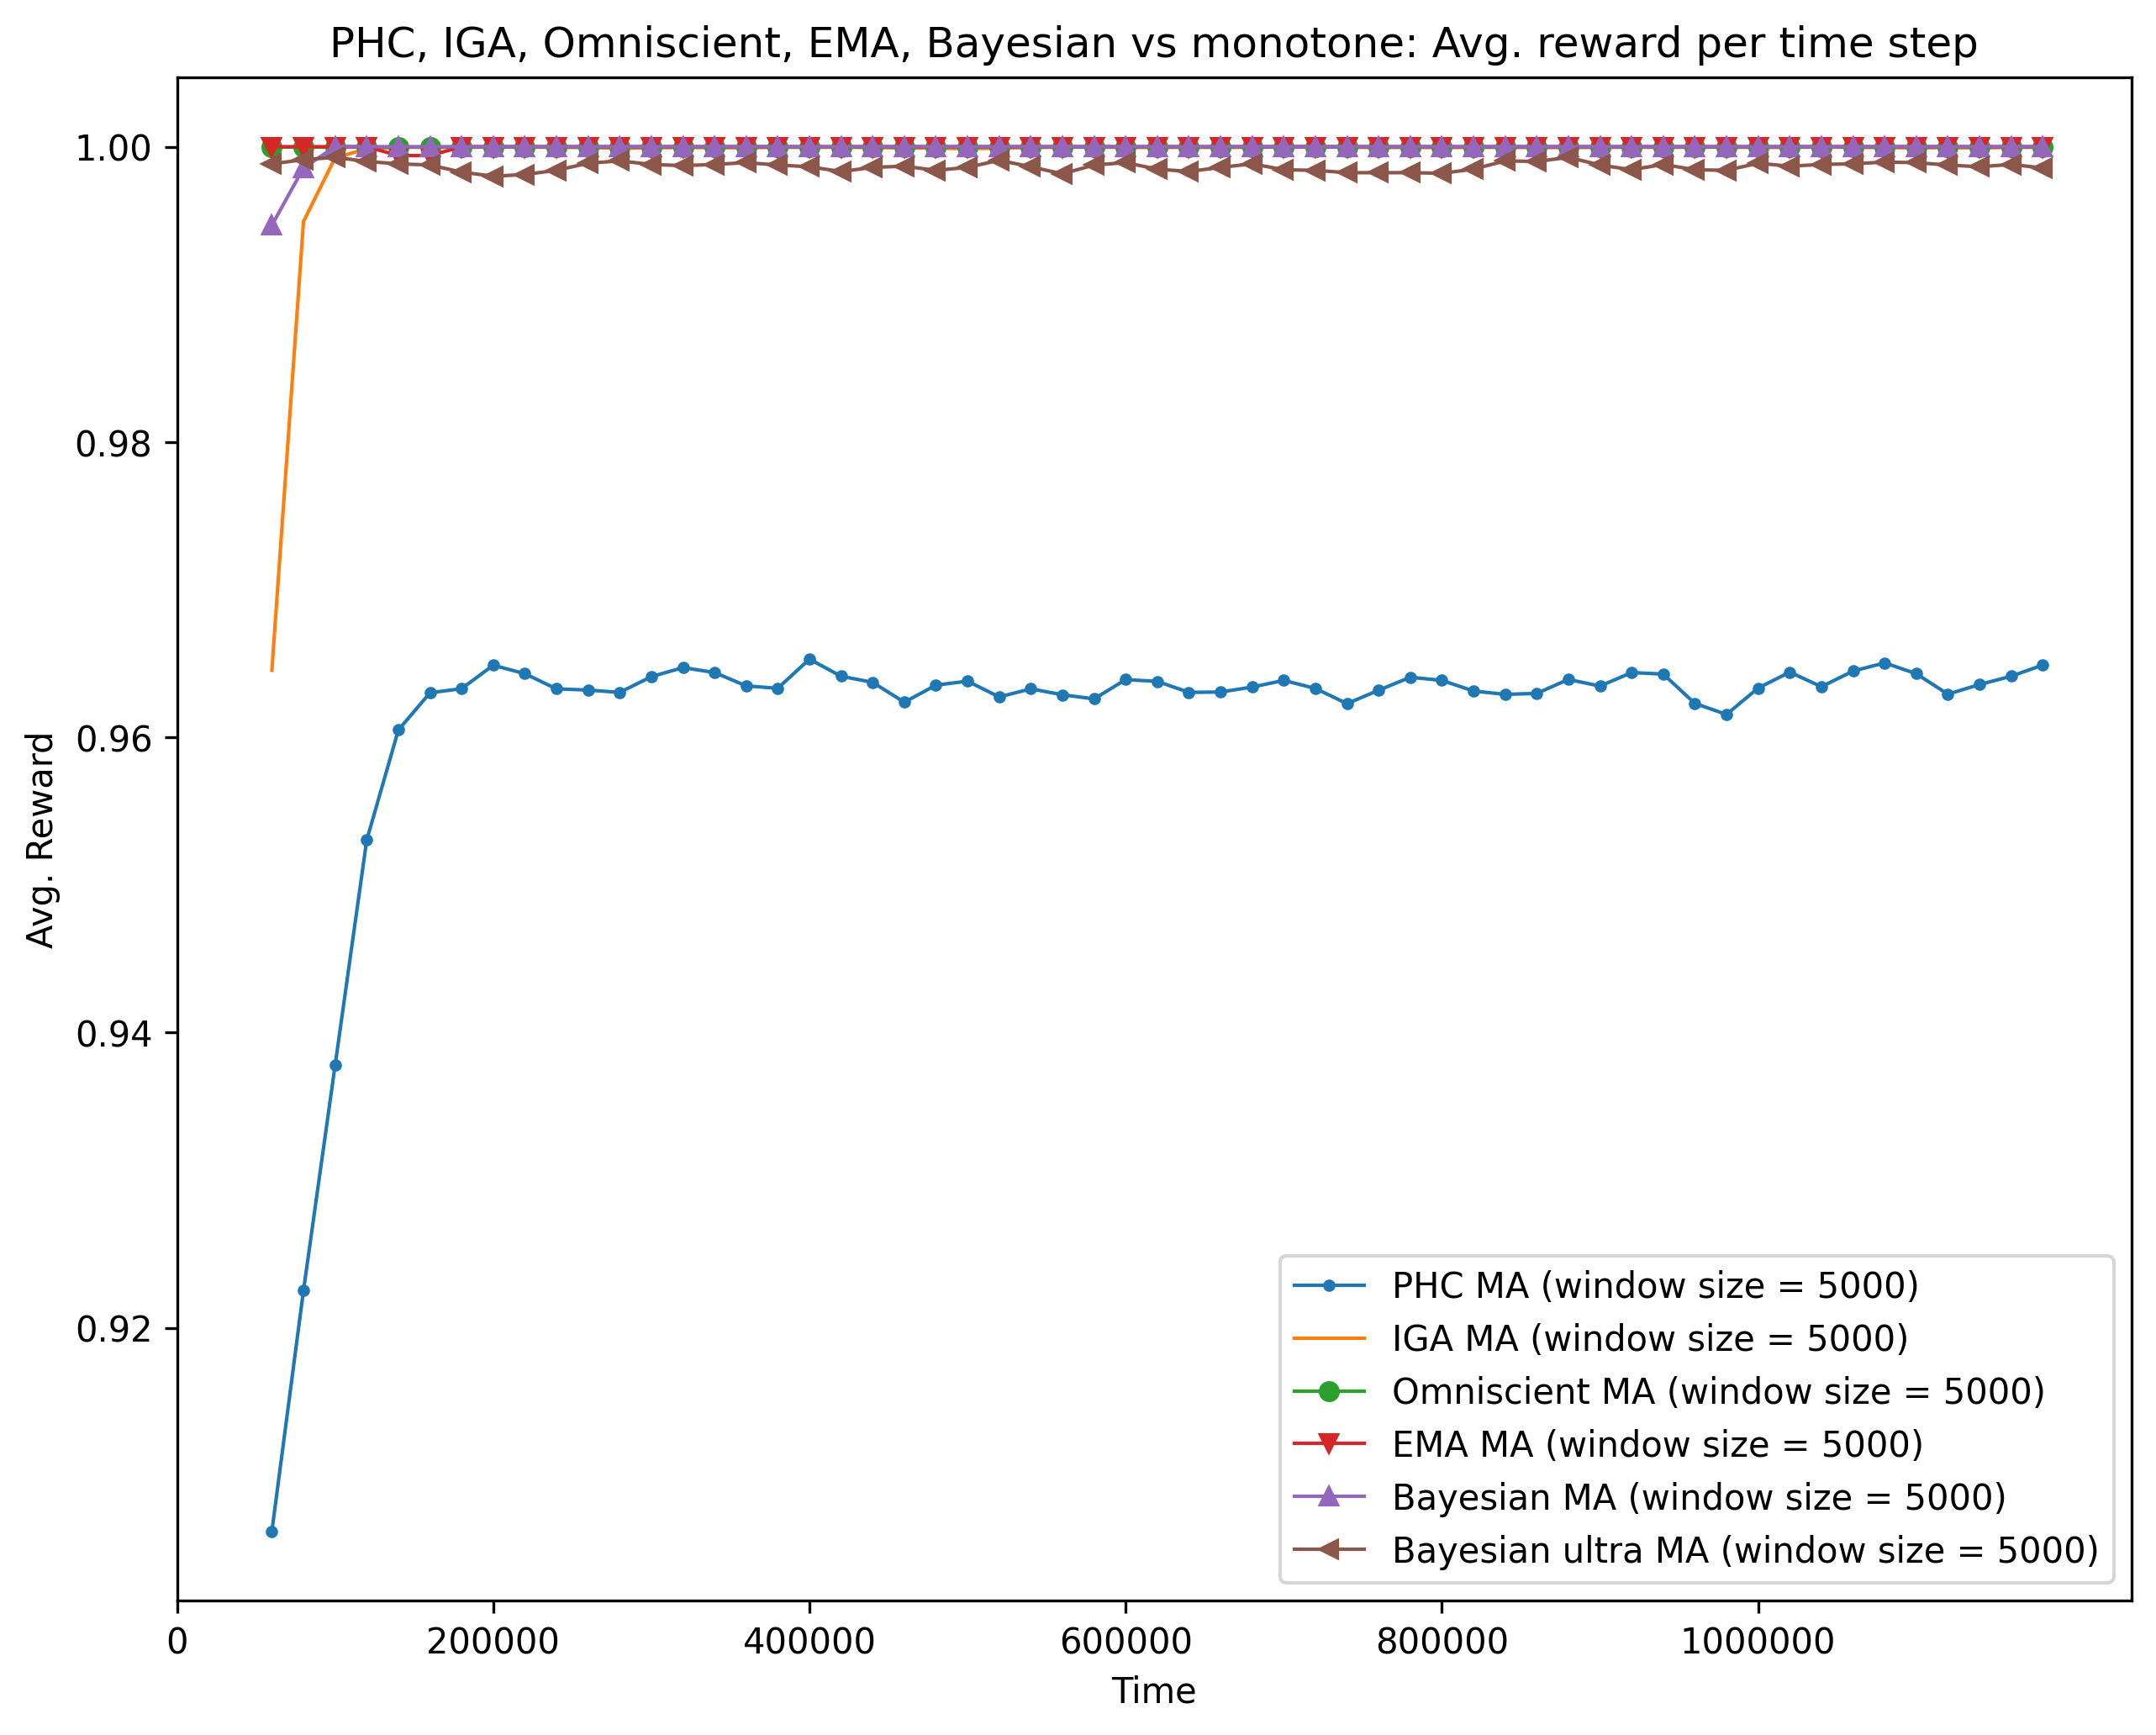 PHC, IGA, Omniscient, EMA, Bayesian vs monotone: Avg. reward per time step
1.00
0.98
0.96
0.94
0.92
Avg. Reward
0
200000
400000
600000
800000
1000000
Time
PHC MA (window size = 5000)
IGA MA (window size = 5000)
Omniscient MA (window size = 5000)
EMA MA (window size = 5000)
Bayesian MA (window size = 5000)
Bayesian ultra MA (window size = 5000)